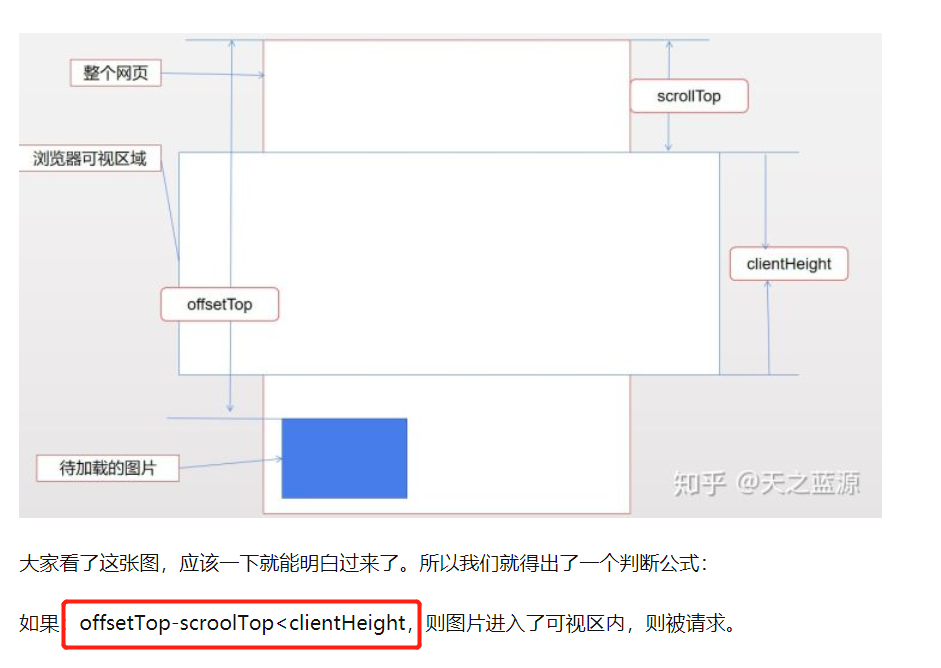 整个网页
scrollTop
浏览器可视区域
clientHeight
offsetTop
待加载的图片
知乎 @天之蓝源
大家看了这张图，应该一下就能明白过来了。所以我们就得出了一个判断公式：
如果 offsetTop-scroolTop<clientHeight，则图片进入了可视区内，则被请求。